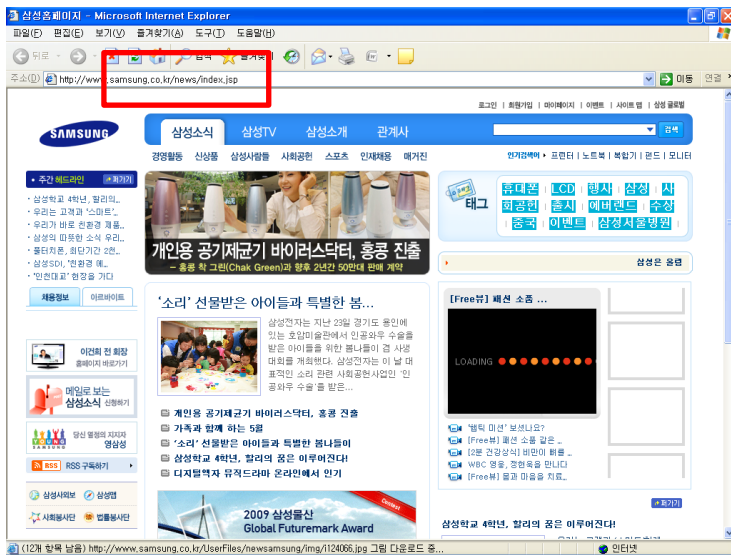 삼성홈페이지 - Microsoft Internet Explorer
파일(F) 편집(E) 보기(V) 즐겨찾기(A) 도구(T) 도움말(H)
뒤로 검색 즐겨찾기
주소(D) http://www.samsung.co.kr/news/index.jsp 이동 연결
로그인 | 회원가입 | 마이페이지 | 이벤트 | 사이트 맵 | 삼성 글로벌
SAMSUNG 삼성소식 삼성TV 삼성소개 관계사 검색
경영활동 신상품 삼성사람들 사회공헌 스포츠 인재채용 매거진
인기검색어 프린터 | 노트북 | 복합기 | 펀드 | 모니터
주간 헤드라인 퍼가기
· 삼성학교 4학년, 할리의..
· 우리는 고객과 "스마트"..
· 우리가 바로 친환경 제품..
· 삼성의 따뜻한 소식 우리..
· 풀터치폰, 최단기간 2천..
· 삼성SDI, '친환경 에..
· '인천대교' 현장을 가다
채용정보 아르바이트
개인용 공기제균기 바이러스닥터, 홍콩 진출
- 홍콩 착 그린(Chak Green)과 향후 2년간 50만대 판매 계약
태그
휴대폰 | LCD | 행사 | 삼성 | 사
회공헌 | 출시 | 에버랜드 | 수상
| 중국 | 이벤트 | 삼성서울병원 |
삼성은 올랩
'소리' 선물받은 아이들과 특별한 봄...
삼성전자는 지난 23일 경기도 용인에
있는 호암미술관에서 인공와우 수술을
받은 아이들을 위한 봄나들이 겸 사생
대회를 개최했다. 삼성전자는 이 날 대
표적인 소리 관련 사회공헌사업인 '인
공와우 수술'를 받은...
개인용 공기제균기 바이러스닥터, 홍콩 진출
가족과 함께 하는 5월
'소리' 선물받은 아이들과 특별한 봄나들이
삼성학교 4학년, 할리의 꿈은 이루어진다!
디지털액자 뮤직드라마 온라인에서 인기
2009 삼성물산
Global Futuremark Award
Contest
이건희 전 회장
홈페이지 바로가기
메일로 보는
삼성소식 신청하기
당신 열정의 지지자
영삼성
YOUNG SAMSUNG
RSS RSS 구독하기
삼성사외보 삼성맵
사회봉사단 법률봉사단
[Free뷰] 패션 소품 ...
LOADING
'뱀틱 미션' 보셨나요?
[Free뷰] 패션 소품 같은 ..
[2분 건강상식] 비만이 뼈를 ..
WBC 영웅, 정현욱을 만나다
[Free뷰] 몸과 마음을 치료..
퍼가기
삼성학교 4학년, 할리의 꿈은 이루어진다!
(12개 항목 남음) http://www.samsung.co.kr/UserFiles/newsamsung/img/i124066.jpg 그림 다운로드 중... 인터넷